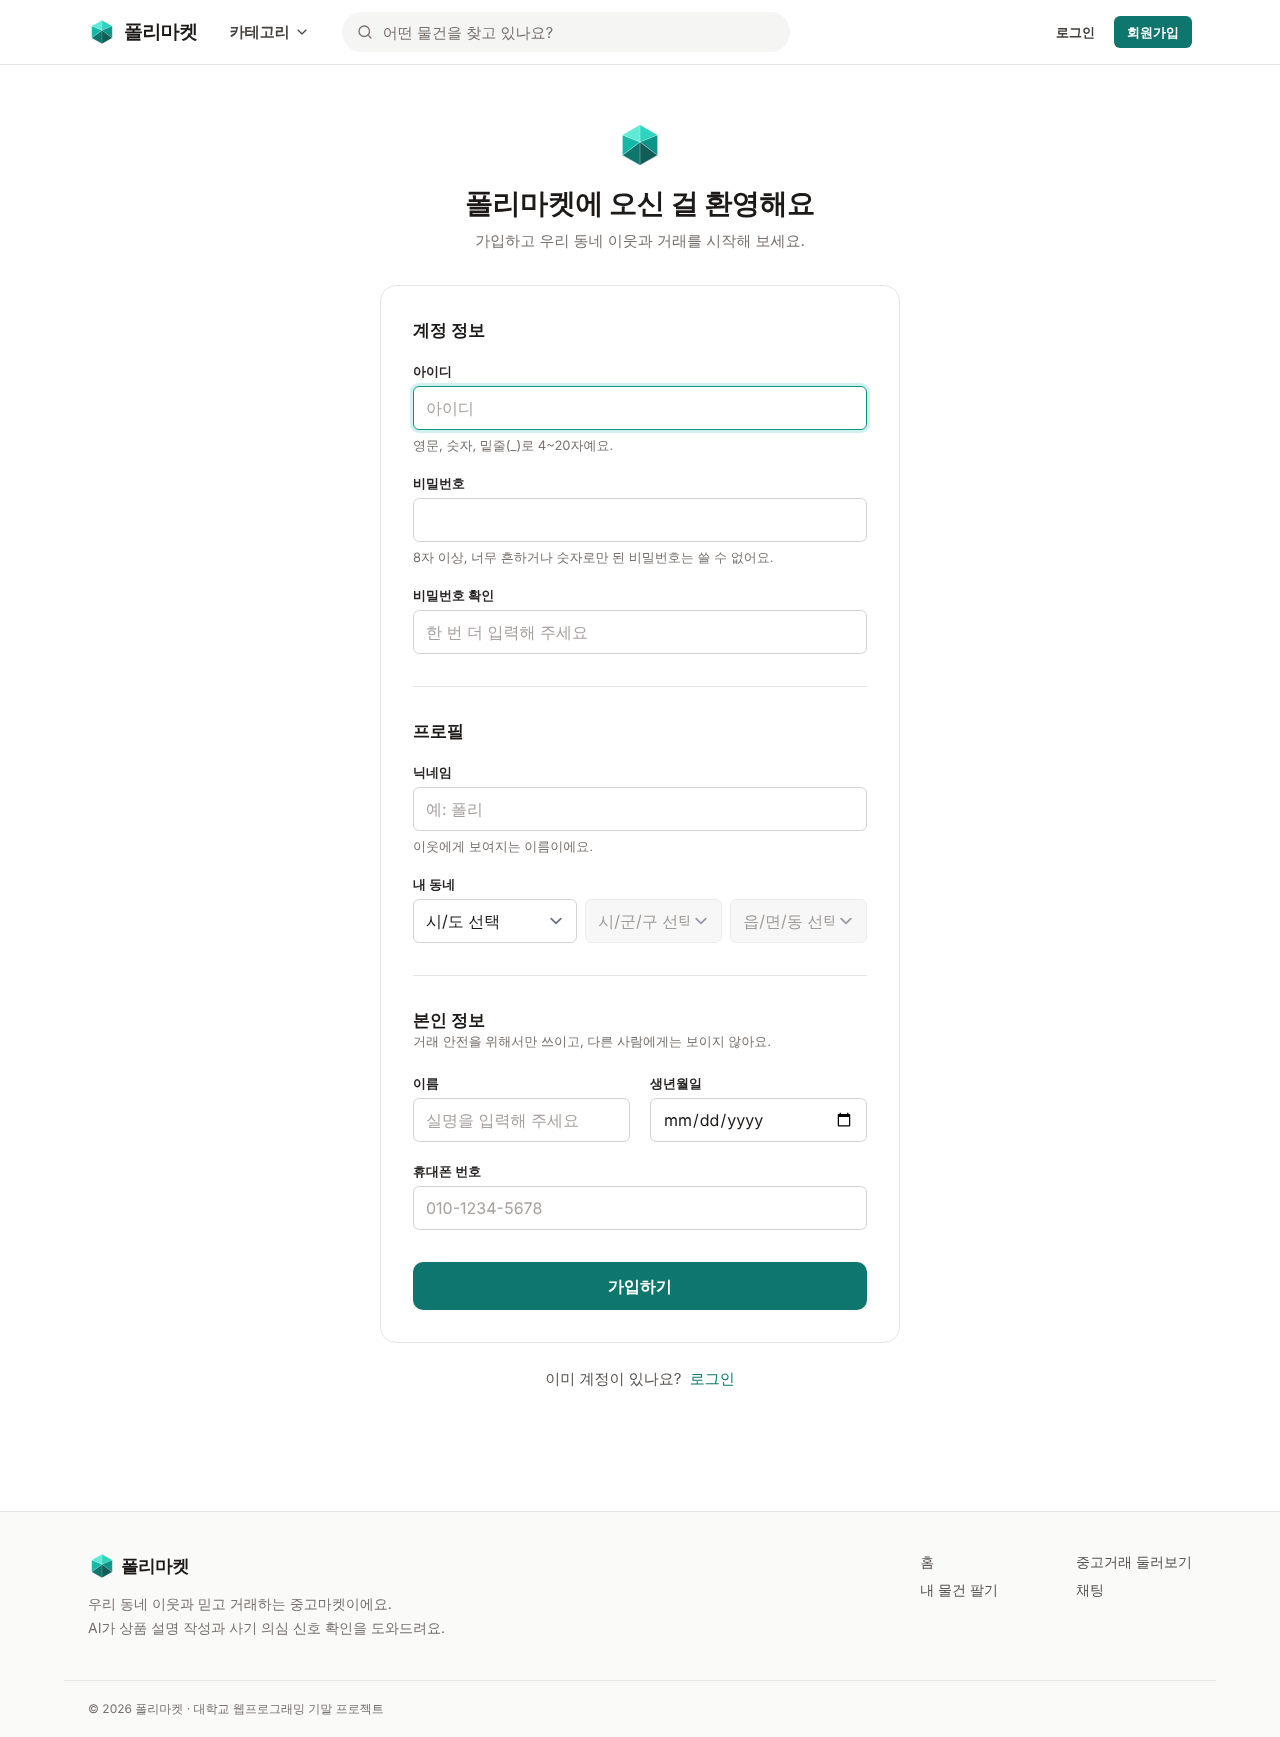 폴리마켓 카테고리 어떤 물건을 찾고 있나요? 로그인 회원가입
폴리마켓에 오신 걸 환영해요
가입하고 우리 동네 이웃과 거래를 시작해 보세요.
계정 정보
아이디
아이디
영문, 숫자, 밑줄(_)로 4~20자예요.
비밀번호
8자 이상, 너무 흔하거나 숫자로만 된 비밀번호는 쓸 수 없어요.
비밀번호 확인
한 번 더 입력해 주세요
프로필
닉네임
예: 폴리
이웃에게 보여지는 이름이에요.
내 동네
시/도 선택 시/군/구 선택 읍/면/동 선택
본인 정보
거래 안전을 위해서만 쓰이고, 다른 사람에게는 보이지 않아요.
이름 생년월일
실명을 입력해 주세요 mm/dd/yyyy
휴대폰 번호
010-1234-5678
가입하기
이미 계정이 있나요? 로그인
폴리마켓 홈 중고거래 둘러보기
내 물건 팔기 채팅
우리 동네 이웃과 믿고 거래하는 중고마켓이에요.
AI가 상품 설명 작성과 사기 의심 신호 확인을 도와드려요.
© 2026 폴리마켓 · 대학교 웹프로그래밍 기말 프로젝트